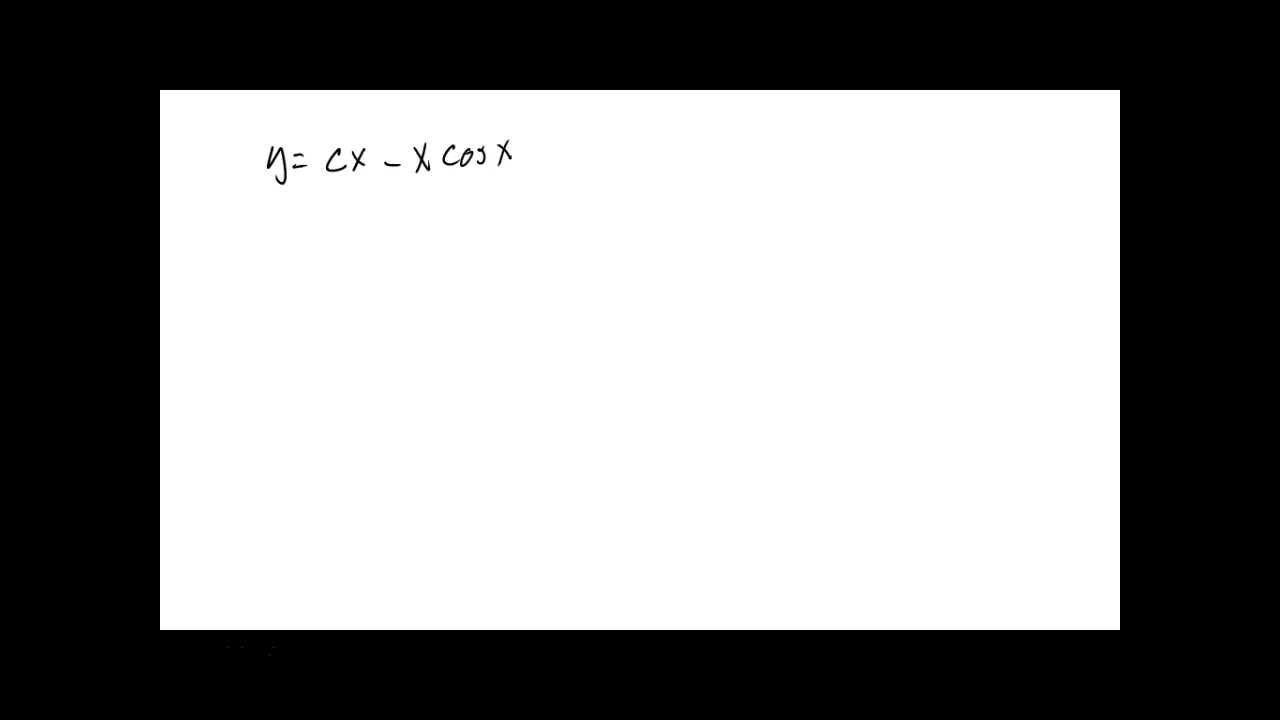 y = cx - x cos x